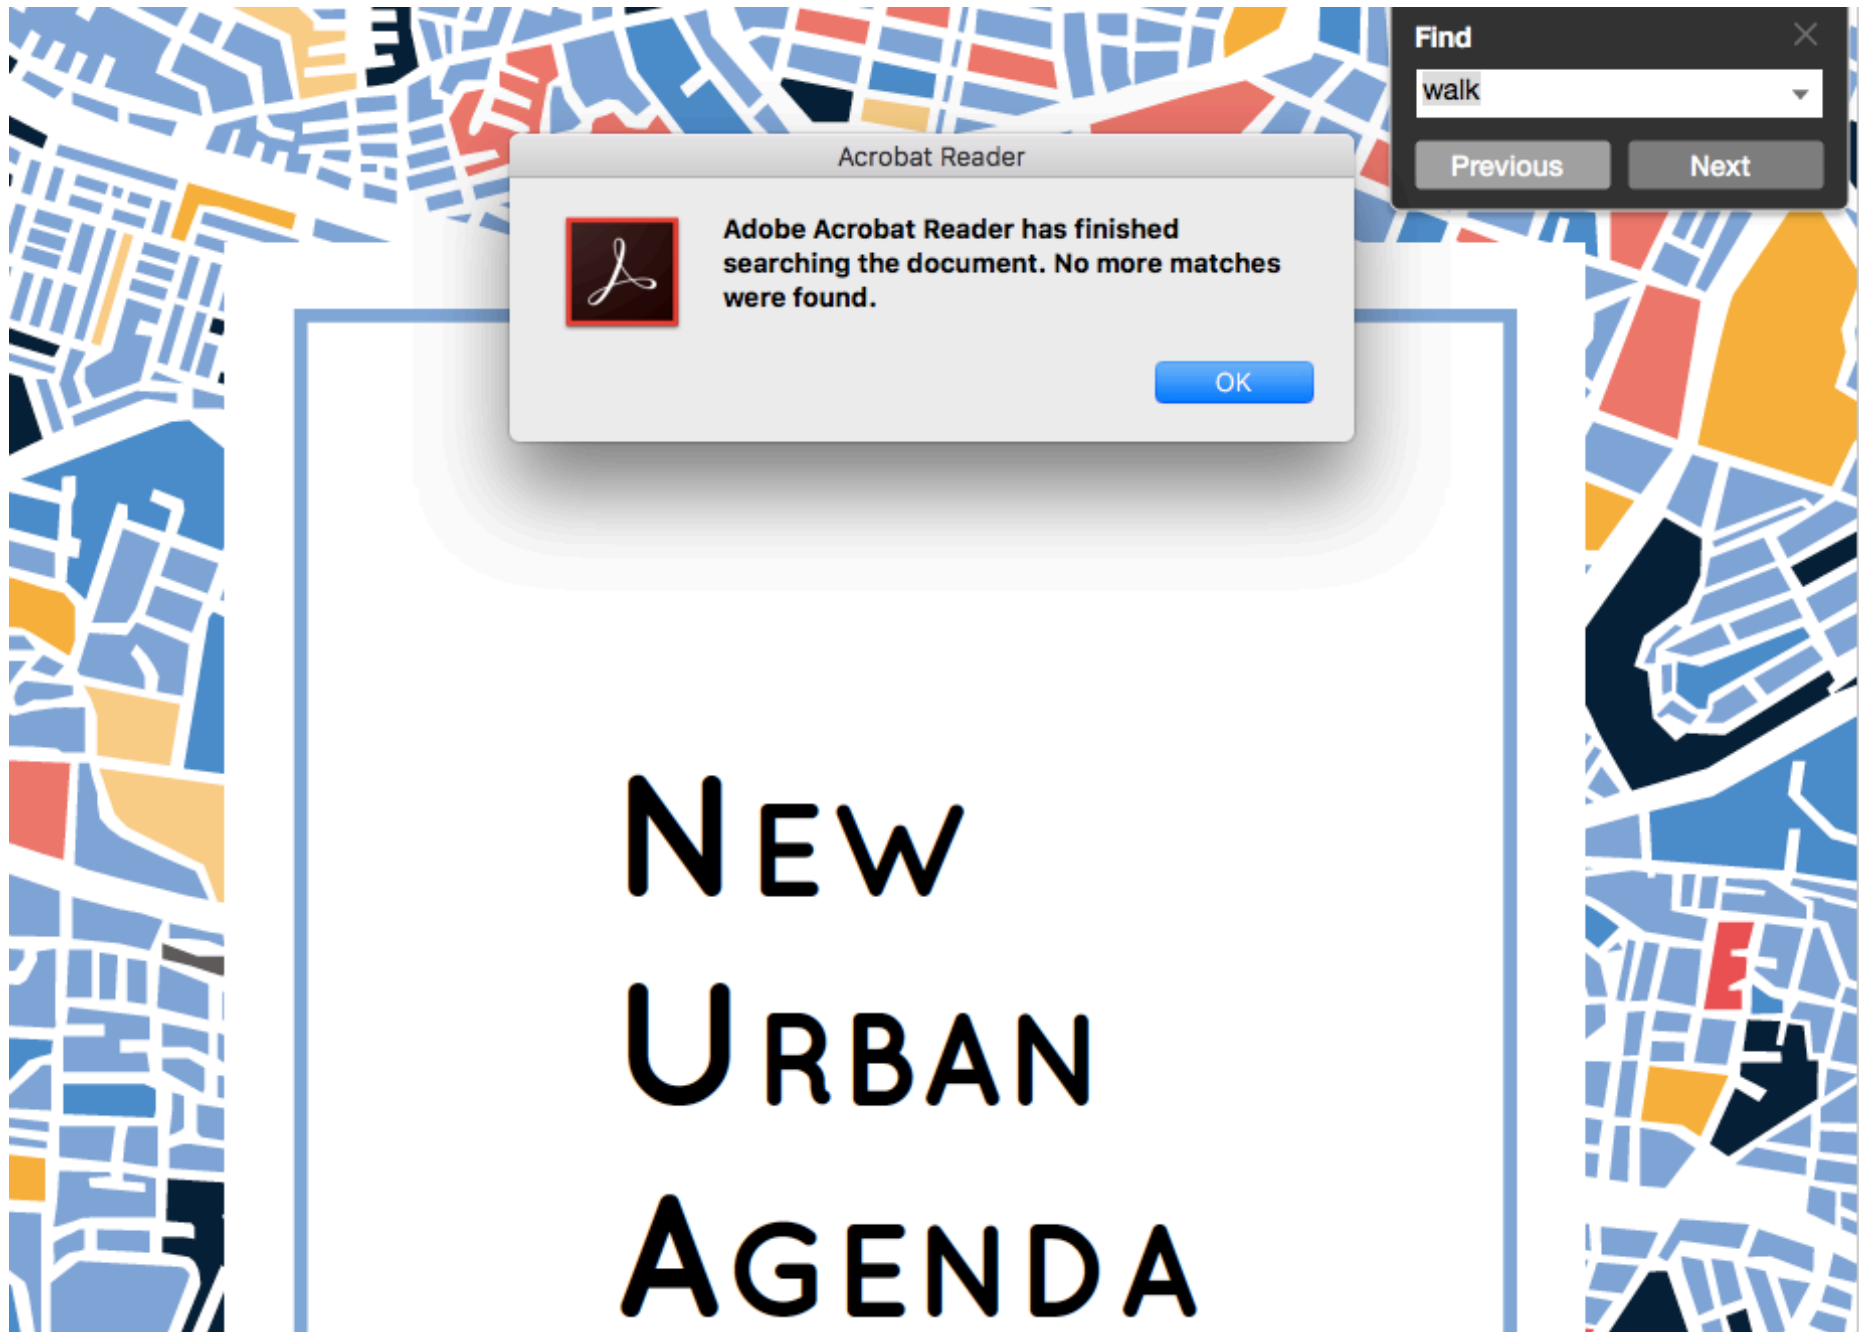 Find
walk
Previous Next
Acrobat Reader
Adobe Acrobat Reader has finished
searching the document. No more matches
were found.
OK
NEW
URBAN
AGENDA